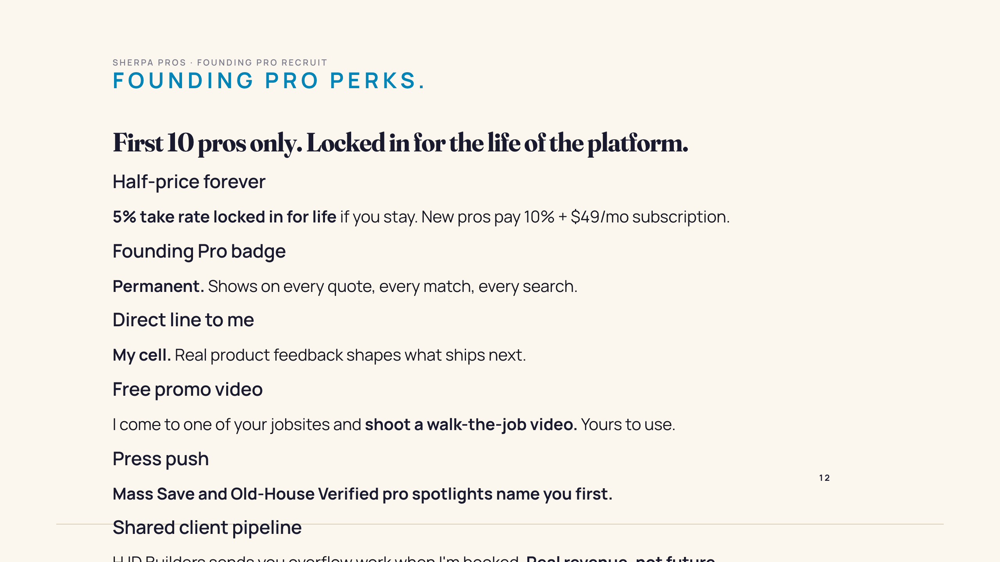 SHERPA PROS · FOUNDING PRO RECRUIT
FOUNDING PRO PERKS.
First 10 pros only. Locked in for the life of the platform.
Half-price forever
5% take rate locked in for life if you stay. New pros pay 10% + $49/mo subscription.
Founding Pro badge
Permanent. Shows on every quote, every match, every search.
Direct line to me
My cell. Real product feedback shapes what ships next.
Free promo video
I come to one of your jobsites and shoot a walk-the-job video. Yours to use.
Press push
12
Mass Save and Old-House Verified pro spotlights name you first.
Shared client pipeline
HJD Builders sends you overflow work when I'm booked. Real revenue, not future